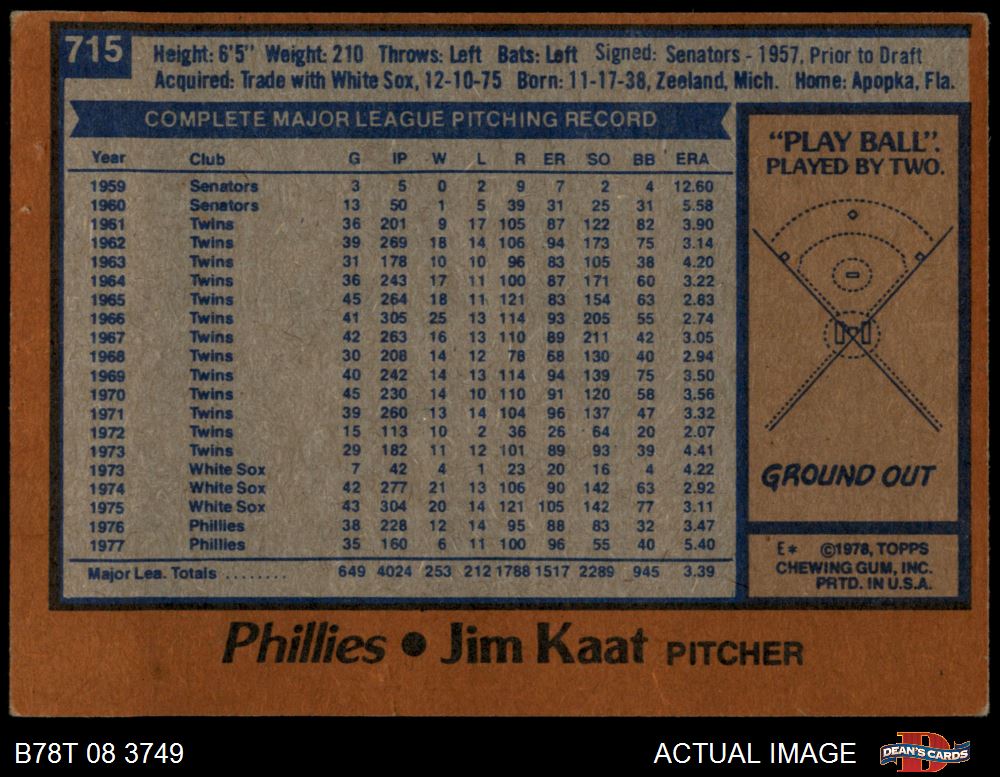 715
Height: 6'5" Weight: 210 Throws: Left Bats: Left Signed: Senators - 1957, Prior to Draft
Acquired: Trade with White Sox, 12-10-75 Born: 11-17-38, Zeeland, Mich. Home: Apopka, Fla.
COMPLETE MAJOR LEAGUE PITCHING RECORD
Year Club G IP W L R ER SO BB ERA
1959 Senators 3 5 0 2 9 7 2 4 12.60
1960 Senators 13 50 1 5 39 31 25 31 5.58
1961 Twins 36 201 9 17 105 87 122 82 3.90
1962 Twins 39 269 18 14 106 94 173 75 3.14
1963 Twins 31 178 10 10 96 83 105 38 4.20
1964 Twins 36 243 17 11 100 87 171 60 3.22
1965 Twins 45 264 18 11 121 83 154 63 2.83
1966 Twins 41 305 25 13 114 93 205 55 2.74
1967 Twins 42 263 16 13 110 89 211 42 3.05
1968 Twins 30 208 14 12 78 68 130 40 2.94
1969 Twins 40 242 14 13 114 94 139 75 3.50
1970 Twins 45 230 14 10 110 91 120 58 3.56
1971 Twins 39 260 13 14 104 96 137 47 3.32
1972 Twins 15 113 10 2 36 26 64 20 2.07
1973 Twins 29 182 11 12 101 89 93 39 4.41
1973 White Sox 7 42 4 1 23 20 16 4 4.22
1974 White Sox 42 277 21 13 106 90 142 63 2.92
1975 White Sox 43 304 20 14 121 105 142 77 3.11
1976 Phillies 38 228 12 14 95 88 83 32 3.47
1977 Phillies 35 160 6 11 100 96 55 40 5.40
Major Lea. Totals ........ 649 4024 253 212 1788 1517 2289 945 3.39
"PLAY BALL":
PLAYED BY TWO.
GROUND OUT
E* ©1978, TOPPS
CHEWING GUM, INC.
PRTD. IN U.S.A.
Phillies • Jim Kaat PITCHER
B78T 08 3749
ACTUAL IMAGE
DEAN'S CARDS